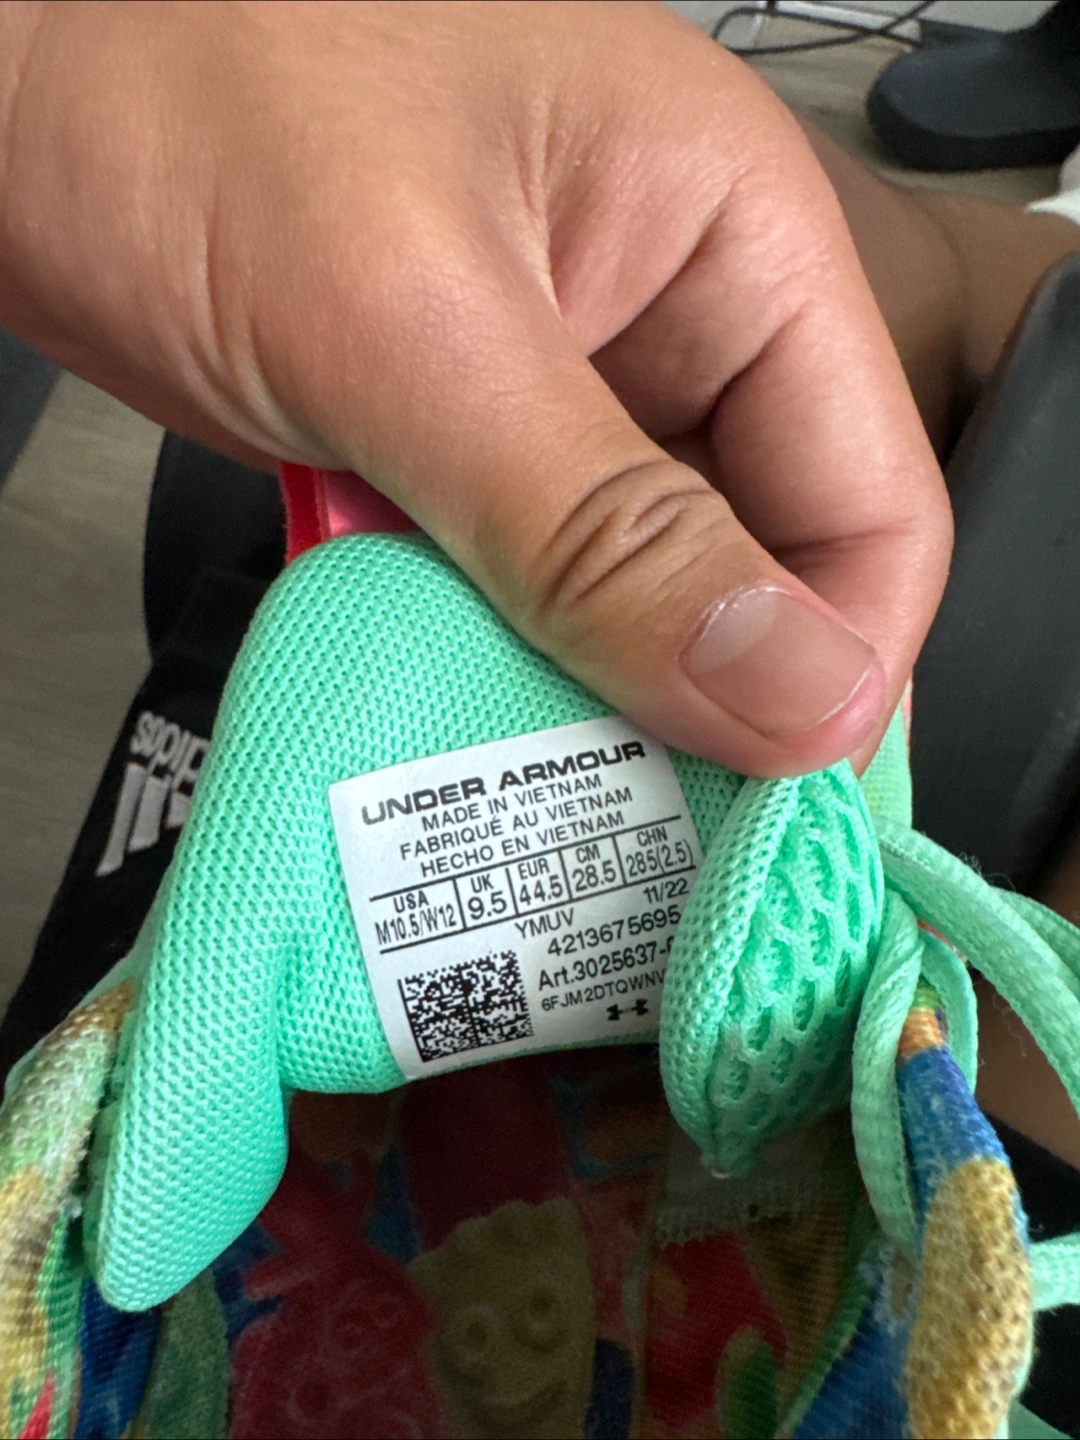 UNDER ARMOUR
MADE IN VIETNAM
FABRIQUÉ AU VIETNAM
HECHO EN VIETNAM
USA UK EUR CM CHN
M10.5/W12 9.5 44.5 28.5 285(2.5)
YMUV 11/22
4213675695
Art.3025637-
6FJM2DTQWNV
adidas